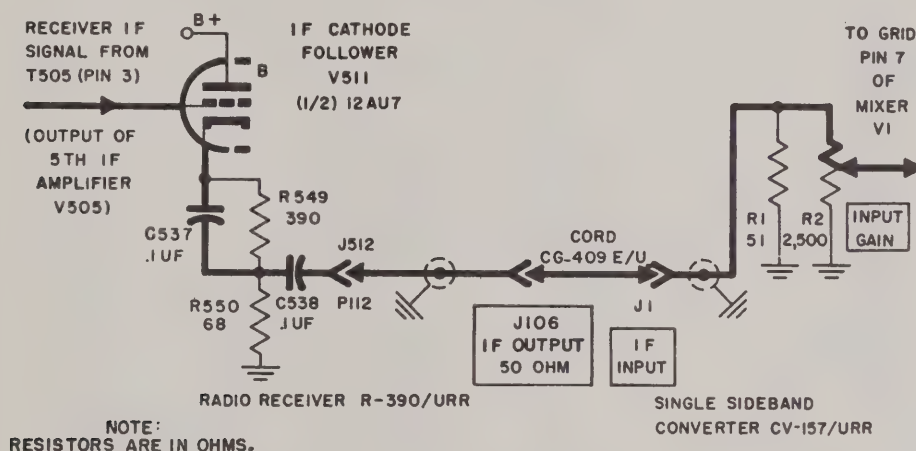 RECEIVER IF
SIGNAL FROM
T505 (PIN 3)
(OUTPUT OF
5TH IF
AMPLIFIER
V505)
B+
B
IF CATHODE
FOLLOWER
V511
(1/2) 12AU7
C537
.1UF
R549
390
R550
68
C538
.1UF
J512
P112
CORD
CG-409 E/U
J106
IF OUTPUT
50 OHM
J1
IF
INPUT
R1
51
R2
2,500
INPUT
GAIN
TO GRID
PIN 7
OF
MIXER
V1
RADIO RECEIVER R-390/URR
SINGLE SIDEBAND
CONVERTER CV-157/URR
NOTE:
RESISTORS ARE IN OHMS.